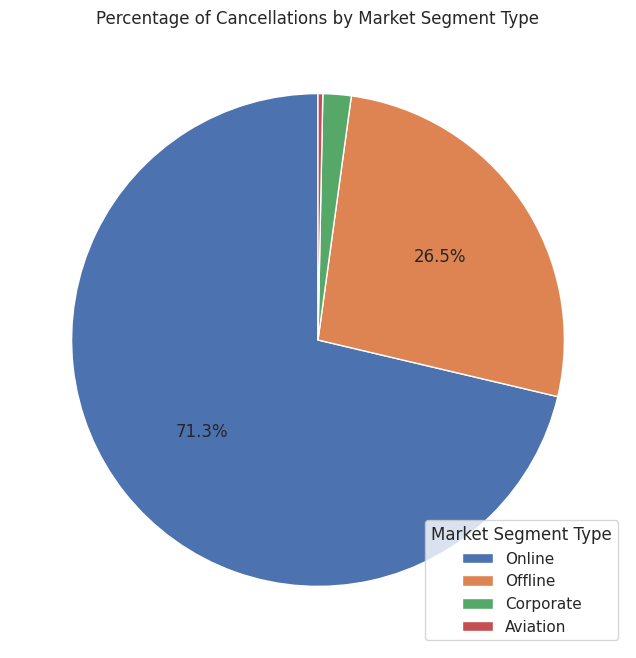 Percentage of Cancellations by Market Segment Type
26.5%
71.3%
Market Segment Type
Online
Offline
Corporate
Aviation